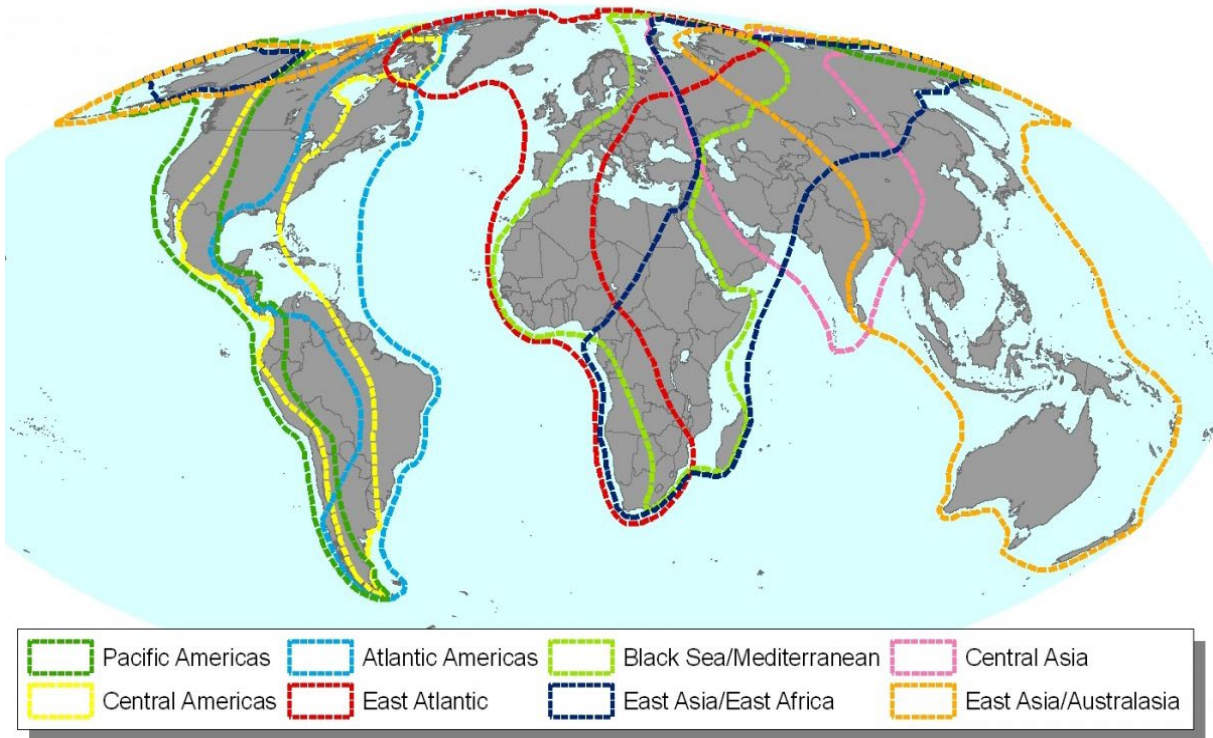 Pacific Americas
Atlantic Americas
Black Sea/Mediterranean
Central Asia
Central Americas
East Atlantic
East Asia/East Africa
East Asia/Australasia